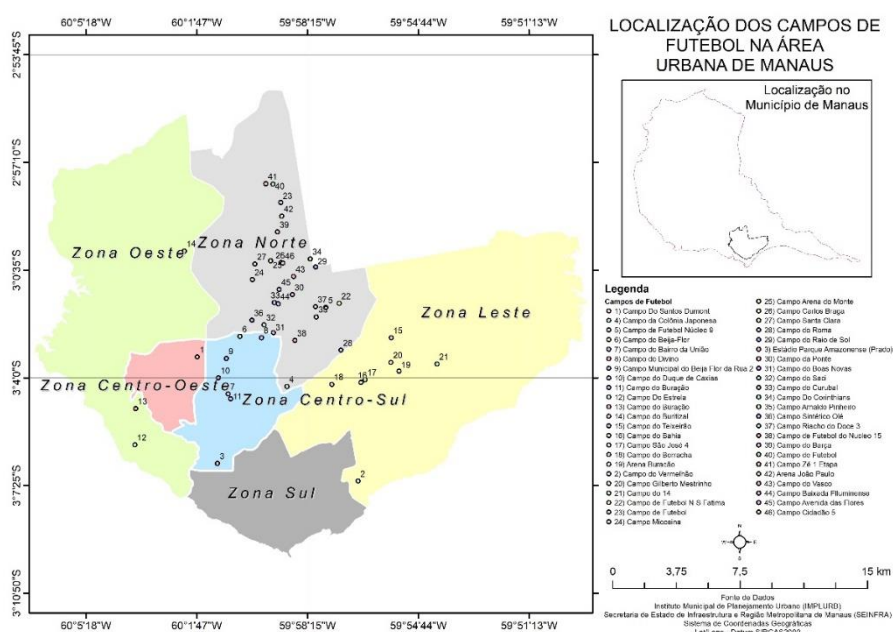 60°5'18"W 60°1'47"W 59°58'15"W 59°54'44"W 59°51'13"W
2°53'45"S
2°57'10"S
3°0'35"S
3°4'0"S
3°7'25"S
3°10'50"S
Zona Oeste
Zona Norte
Zona Leste
Zona Centro-Oeste
Zona Centro-Sul
Zona Sul
LOCALIZAÇÃO DOS CAMPOS DE
FUTEBOL NA ÁREA
URBANA DE MANAUS
Localização no
Município de Manaus
Legenda
Campos de Futebol
1) Campo Do Santos Dumont
4) Campo da Colônia Japonesa
5) Campo de Futebol Núcleo 9
6) Campo do Beija-Flor
7) Campo do Bairro da União
8) Campo do Divino
9) Campo Municipal do Beija Flor da Rua 2
10) Campo do Duque de Caxias
11) Campo do Buracão
12) Campo Do Estrela
13) Campo do Buracão
14) Campo do Buritizal
15) Campo do Teixeirão
16) Campo do Bahia
17) Campo São José 4
18) Campo do Borracha
19) Arena Buracão
2) Campo do Vermelhão
20) Campo Gilberto Mestrinho
21) Campo do 14
22) Campo de Futebol N S Fatima
23) Campo de Futebol
24) Campo
25) Campo Arena do Monte
26) Campo Carlos Braga
27) Campo Santa Clara
28) Campo do Roma
29) Campo do Raio de Sol
3) Estádio Parque Amazonense (Prado)
30) Campo da Ponte
31) Campo do Boas Novas
32) Campo do
33) Campo do
34) Campo Do Corinthians
35) Campo Arnaldo Pinheiro
36) Campo Sintérico Olé
37) Campo Riacho do Doce 3
38) Campo de Futebol do Nucleo 15
39) Campo do Barça
40) Campo do Futebol
41) Campo Zé 1 Etapa
42) Arena João Paulo
43) Campo do Vasco
44) Campo Baixada Fluminense
45) Campo Avenida das Flores
46) Campo Cidadão 5
N
0 3,75 7,5 15 km
Fonte de Dados
Instituto Municipal de Planejamento Urbano (IMPLURB)
Secretaria de Estado de Infraestrutura e Região Metropolitana de Manaus (SEINFRA)
Sistema de Coordenadas Geográficas